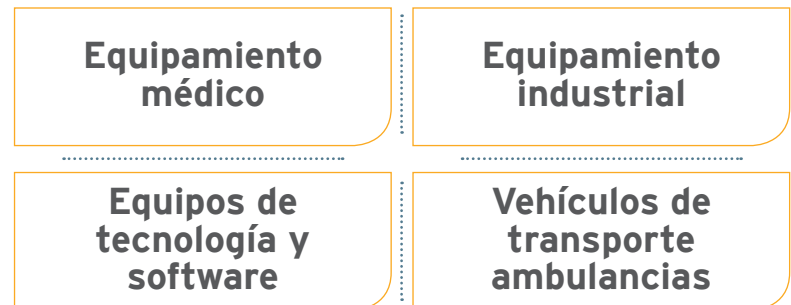 Equipamiento
médico
Equipamiento
industrial
Equipos de
tecnología y
software
Vehículos de
transporte
ambulancias